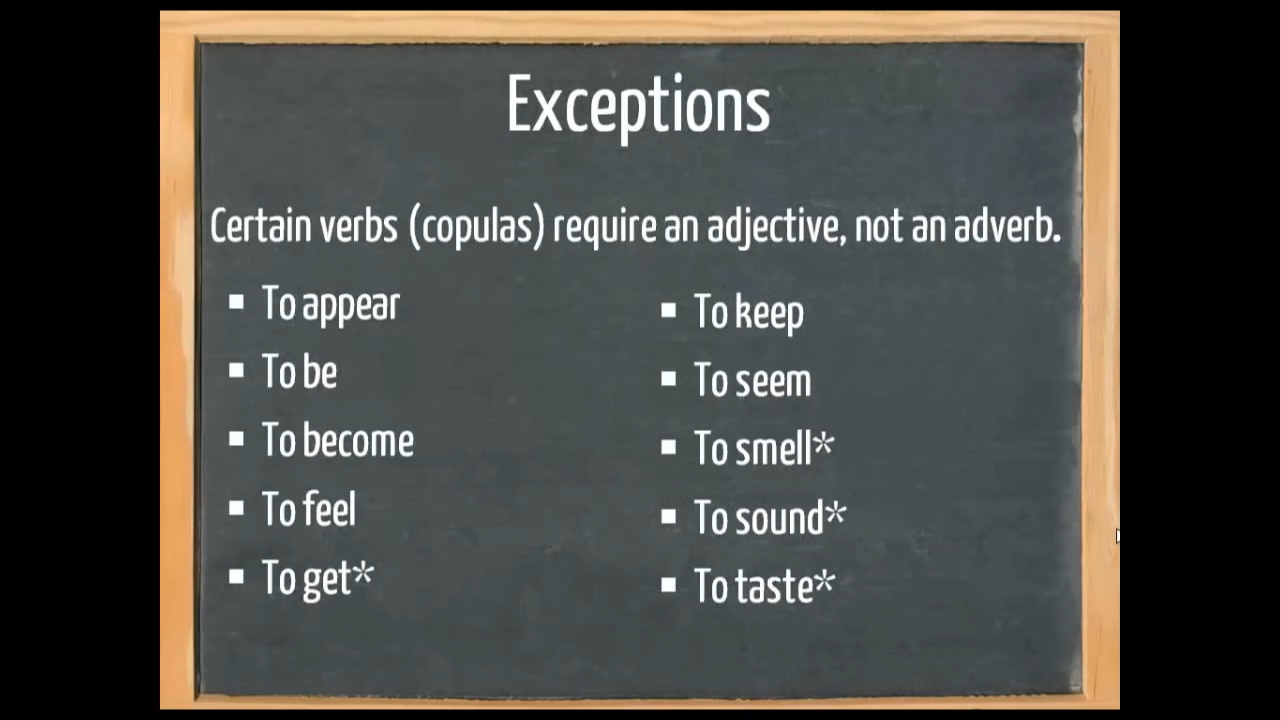 Exceptions
Certain verbs (copulas) require an adjective, not an adverb.
▪ To appear
▪ To be
▪ To become
▪ To feel
▪ To get*
▪ To keep
▪ To seem
▪ To smell*
▪ To sound*
▪ To taste*